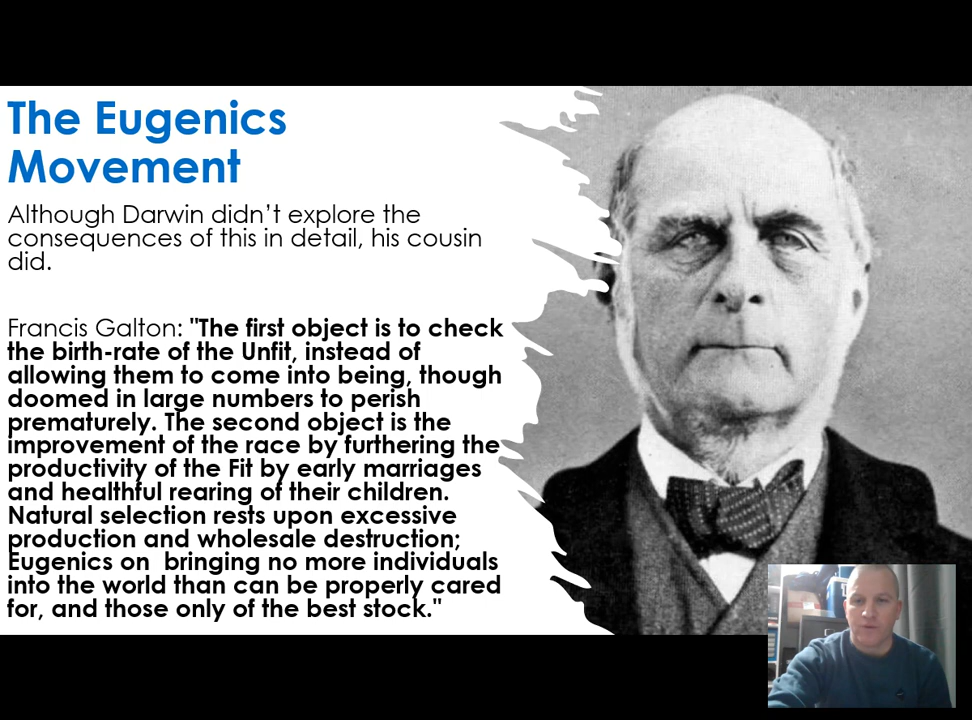 The Eugenics
Movement
Although Darwin didn't explore the
consequences of this in detail, his cousin
did.
Francis Galton: "The first object is to check
the birth-rate of the Unfit, instead of
allowing them to come into being, though
doomed in large numbers to perish
prematurely. The second object is the
improvement of the race by furthering the
productivity of the Fit by early marriages
and healthful rearing of their children.
Natural selection rests upon excessive
production and wholesale destruction;
Eugenics on  bringing no more individuals
into the world than can be properly cared
for, and those only of the best stock."